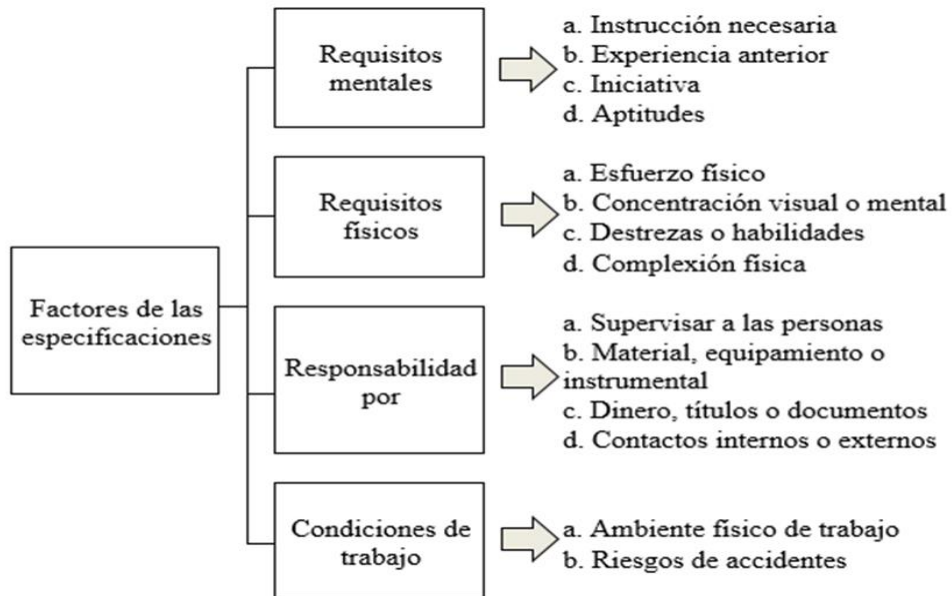 Factores de las
especificaciones
Requisitos
mentales
a. Instrucción necesaria
b. Experiencia anterior
c. Iniciativa
d. Aptitudes
Requisitos
físicos
a. Esfuerzo físico
b. Concentración visual o mental
c. Destrezas o habilidades
d. Complexión física
Responsabilidad
por
a. Supervisar a las personas
b. Material, equipamiento o
instrumental
c. Dinero, títulos o documentos
d. Contactos internos o externos
Condiciones de
trabajo
a. Ambiente físico de trabajo
b. Riesgos de accidentes